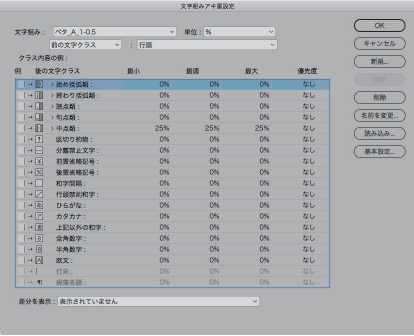 文字組みアキ量設定
文字組み： ベタ_A_1-0.5 単位： %
前の文字クラス ： 行頭
クラス内容の例：
例 後の文字クラス 最小 最適 最大 優先度
→ 始め括弧類： 0% 0% 0% なし
→ 終わり括弧類： 0% 0% 0% なし
→ 読点類： 0% 0% 0% なし
→ 句点類： 0% 0% 0% なし
→ 中点類： 25% 25% 25% なし
→ 区切り約物： 0% 0% 0% なし
→ 分離禁止文字： 0% 0% 0% なし
→ 前置省略記号： 0% 0% 0% なし
→ 後置省略記号： 0% 0% 0% なし
→ 和字間隔： 0% 0% 0% なし
→ 行頭禁則和字： 0% 0% 0% なし
→ あ ひらがな： 0% 0% 0% なし
→ ア カタカナ： 0% 0% 0% なし
→ 上記以外の和字： 0% 0% 0% なし
→ 全角数字： 0% 0% 0% なし
→ 半角数字： 0% 0% 0% なし
→ A 欧文： 0% 0% 0% なし
→ 行末： 0% 0% 0% なし
→ ¶ 段落先頭： 0% 0% 0% なし
差分を表示： 表示されていません
OK
キャンセル
新規...
削除
名前を変更...
読み込み...
基本設定...